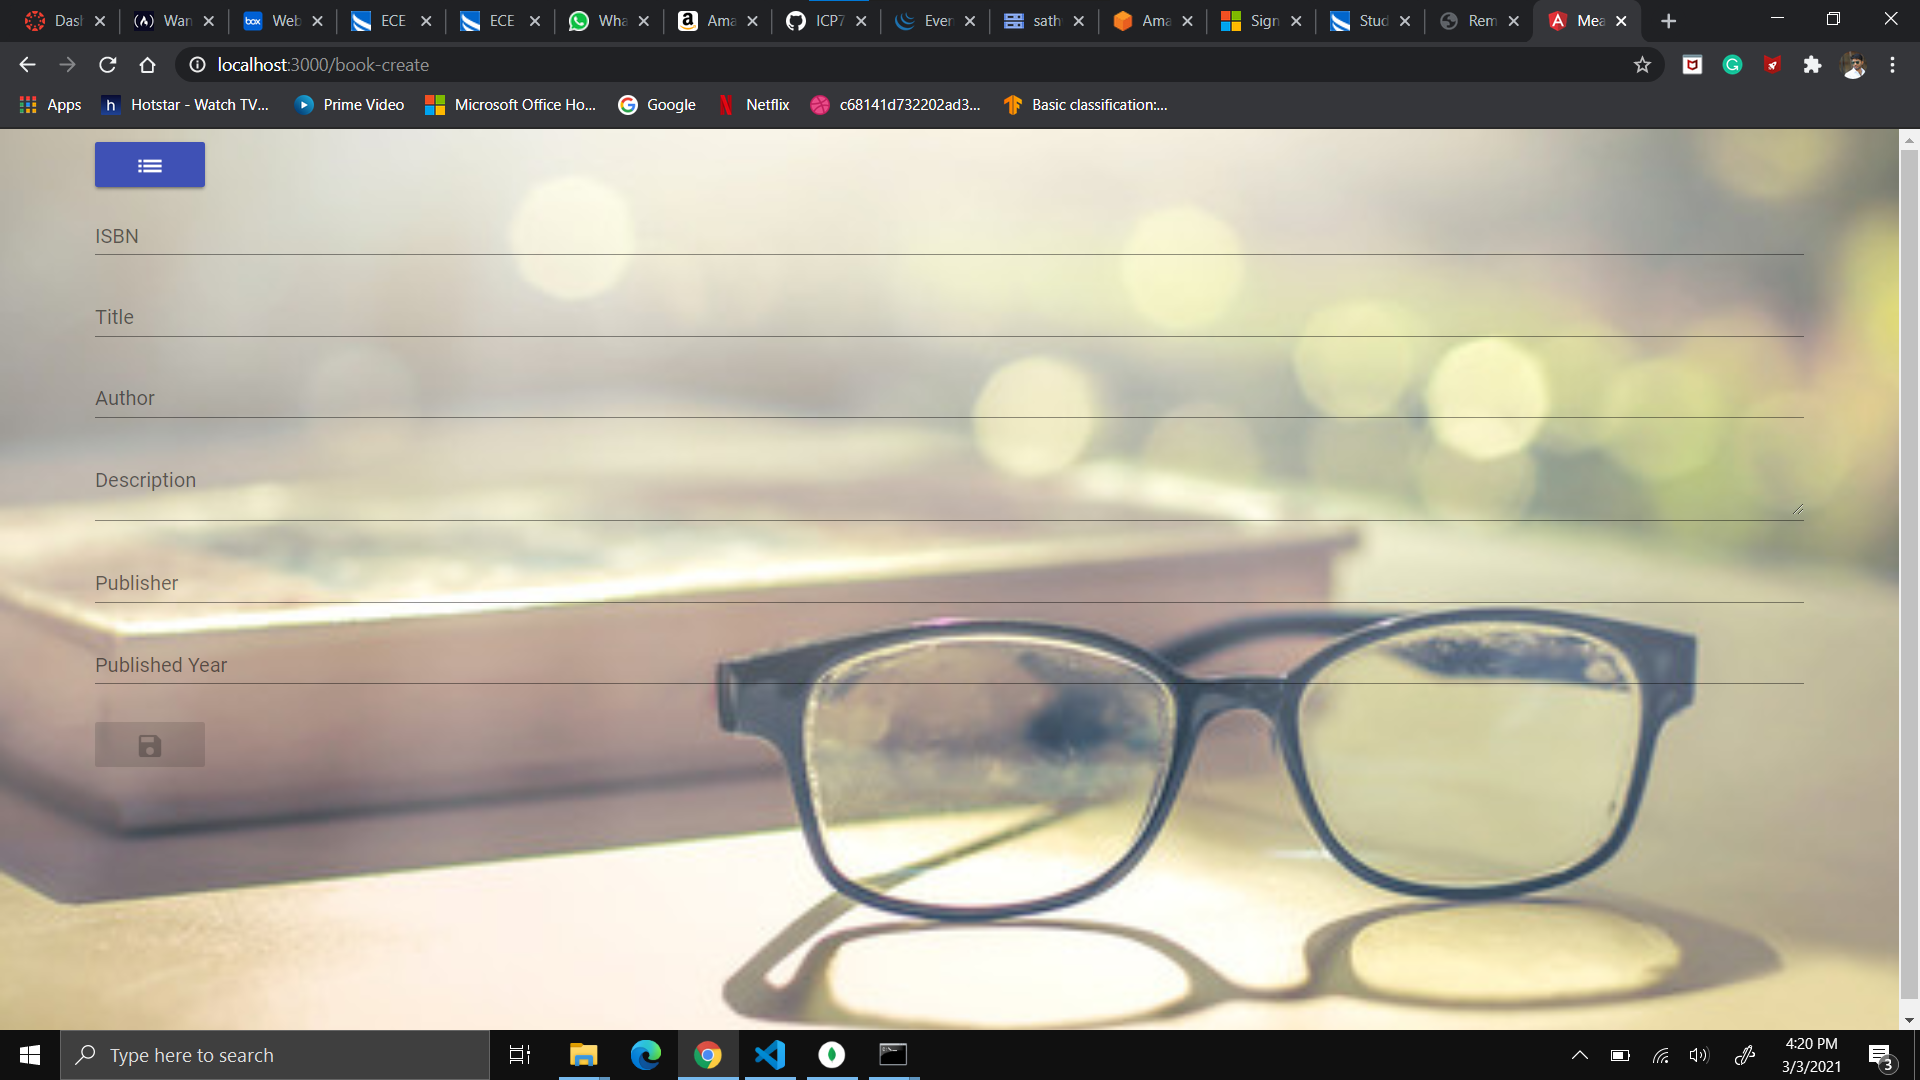 Das
Wan
Web
ECE
ECE
Wha
Ama
ICP7
Even
sath
Ama
Sign
Stud
Rem
Mea
localhost:3000/book-create
Apps
Hotstar - Watch TV...
Prime Video
Microsoft Office Ho...
Google
Netflix
c68141d732202ad3...
Basic classification:...
ISBN
Title
Author
Description
Publisher
Published Year
Type here to search
4:20 PM
3/3/2021
3